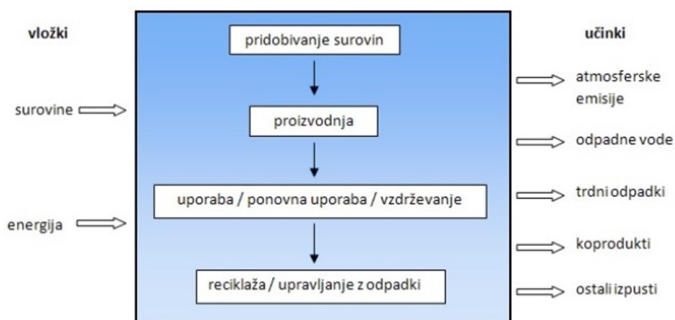 vložki
surovine
energija
pridobivanje surovin
proizvodnja
uporaba / ponovna uporaba / vzdrževanje
reciklaža / upravljanje z odpadki
učinki
atmosferske
emisije
odpadne vode
trdni odpadki
koprodukti
ostali izpusti